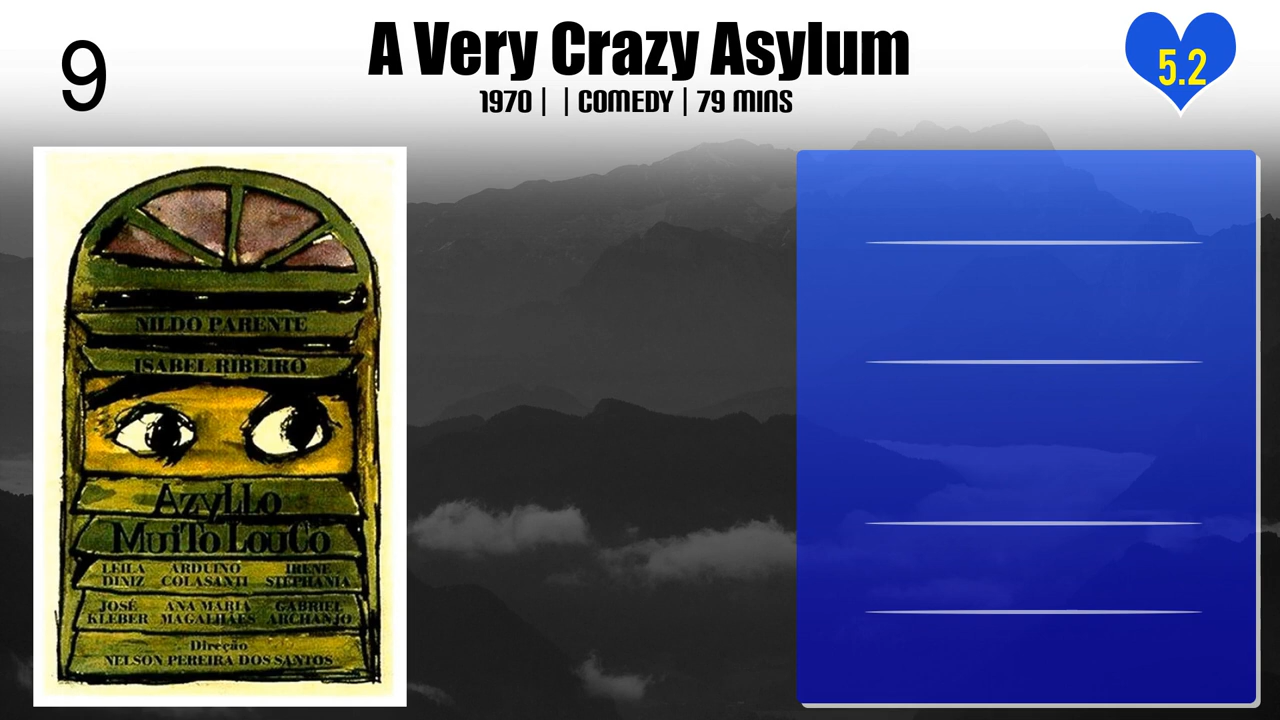 9
A Very Crazy Asylum
1970 | | COMEDY | 79 MINS
5.2
NILDO PARENTE
ISABEL RIBEIRO
AzyLLo
MuiTo LouCo
LEILA ARDUINO IRENE
DINIZ COLASANTI STEPHANIA
JOSÉ ANA MARIA GABRIEL
KLEBER MAGALHÃES ARCHANJO
Direção
NELSON PEREIRA DOS SANTOS